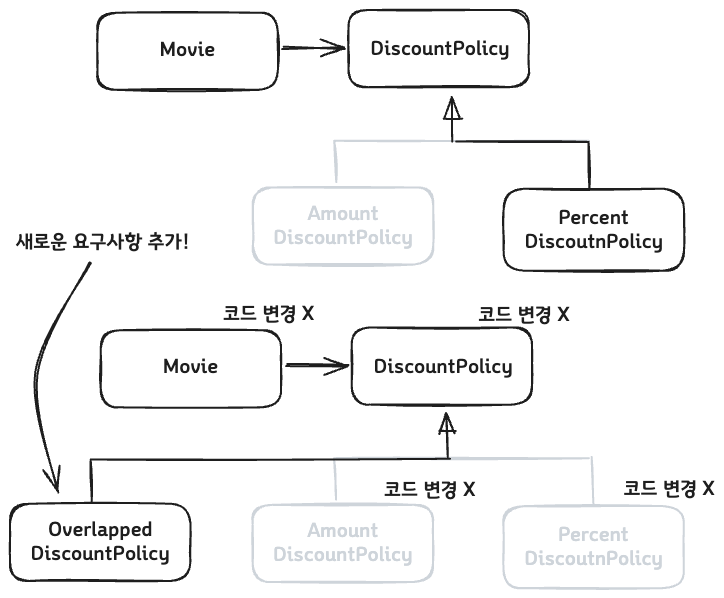 Movie
DiscountPolicy
Amount
DiscountPolicy
Percent
DiscoutnPolicy
새로운 요구사항 추가!
코드 변경 X
코드 변경 X
Movie
DiscountPolicy
코드 변경 X
코드 변경 X
Overlapped
DiscountPolicy
Amount
DiscountPolicy
Percent
DiscoutnPolicy